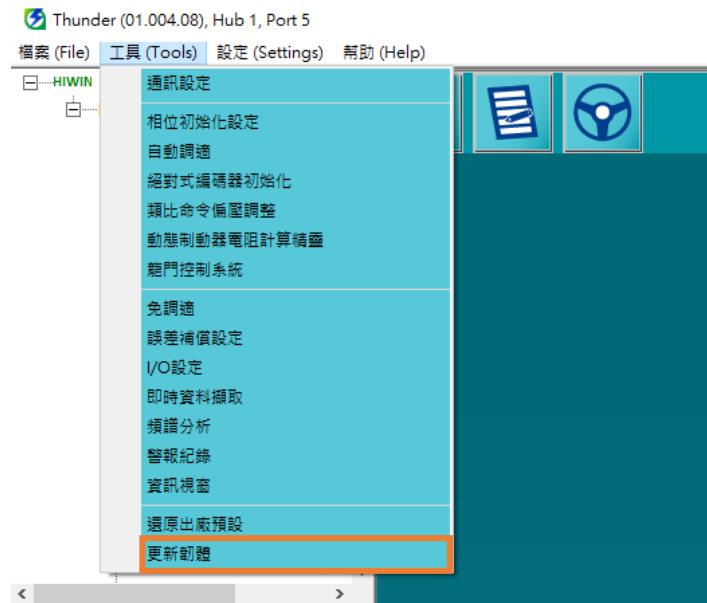 Thunder (01.004.08), Hub 1, Port 5
檔案 (File) 工具 (Tools) 設定 (Settings) 幫助 (Help)
HIWIN
通訊設定
相位初始化設定
自動調適
絕對式編碼器初始化
類比命令偏壓調整
動態制動器電阻計算精靈
龍門控制系統
免調適
誤差補償設定
I/O設定
即時資料擷取
頻譜分析
警報紀錄
資訊視窗
還原出廠預設
更新韌體